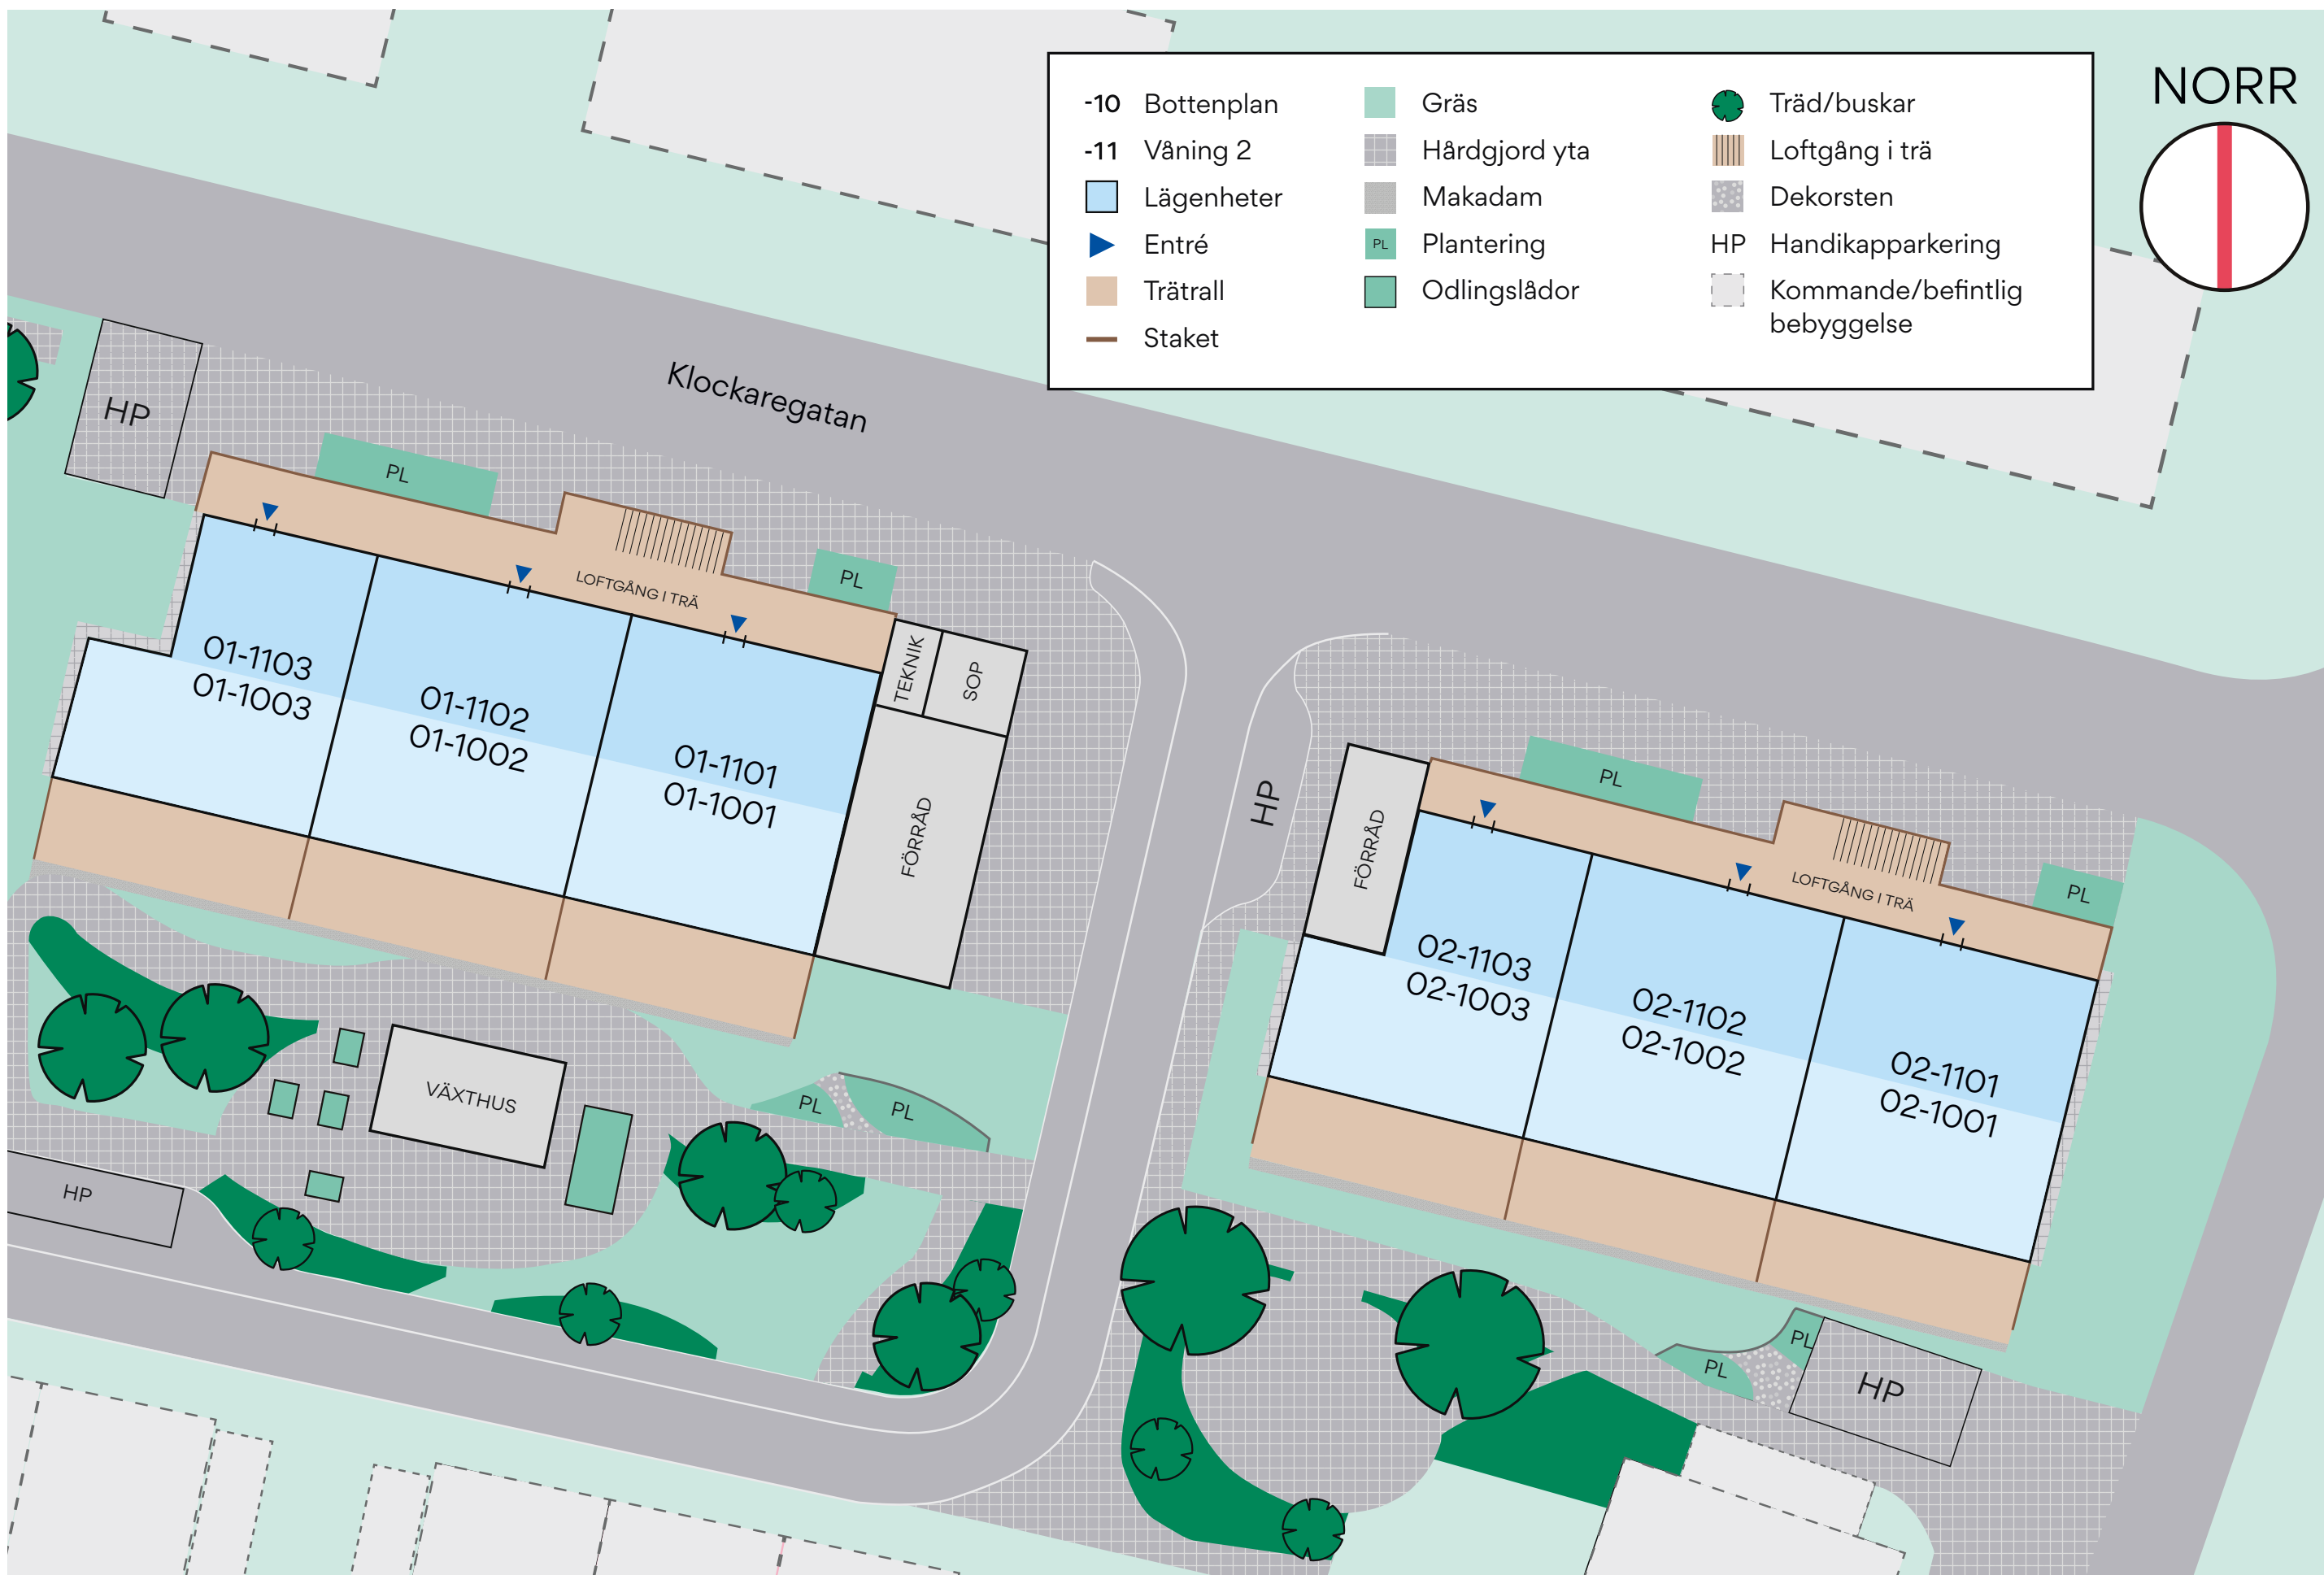 NORR
-10 Bottenplan
-11 Våning 2
Lägenheter
Entré
Trätrall
Staket
Gräs
Hårdgjord yta
Makadam
PL Plantering
Odlingslådor
Träd/buskar
Loftgång i trä
Dekorsten
HP Handikapparkering
Kommande/befintlig
bebyggelse
Klockaregatan
HP
PL
LOFTGÅNG I TRÄ
PL
01-1103
01-1003
01-1102
01-1002
01-1101
01-1001
TEKNIK
SOP
FÖRRÅD
HP
FÖRRÅD
PL
LOFTGÅNG I TRÄ
PL
02-1103
02-1003
02-1102
02-1002
02-1101
02-1001
VÄXTHUS
PL
PL
HP
PL
PL
HP